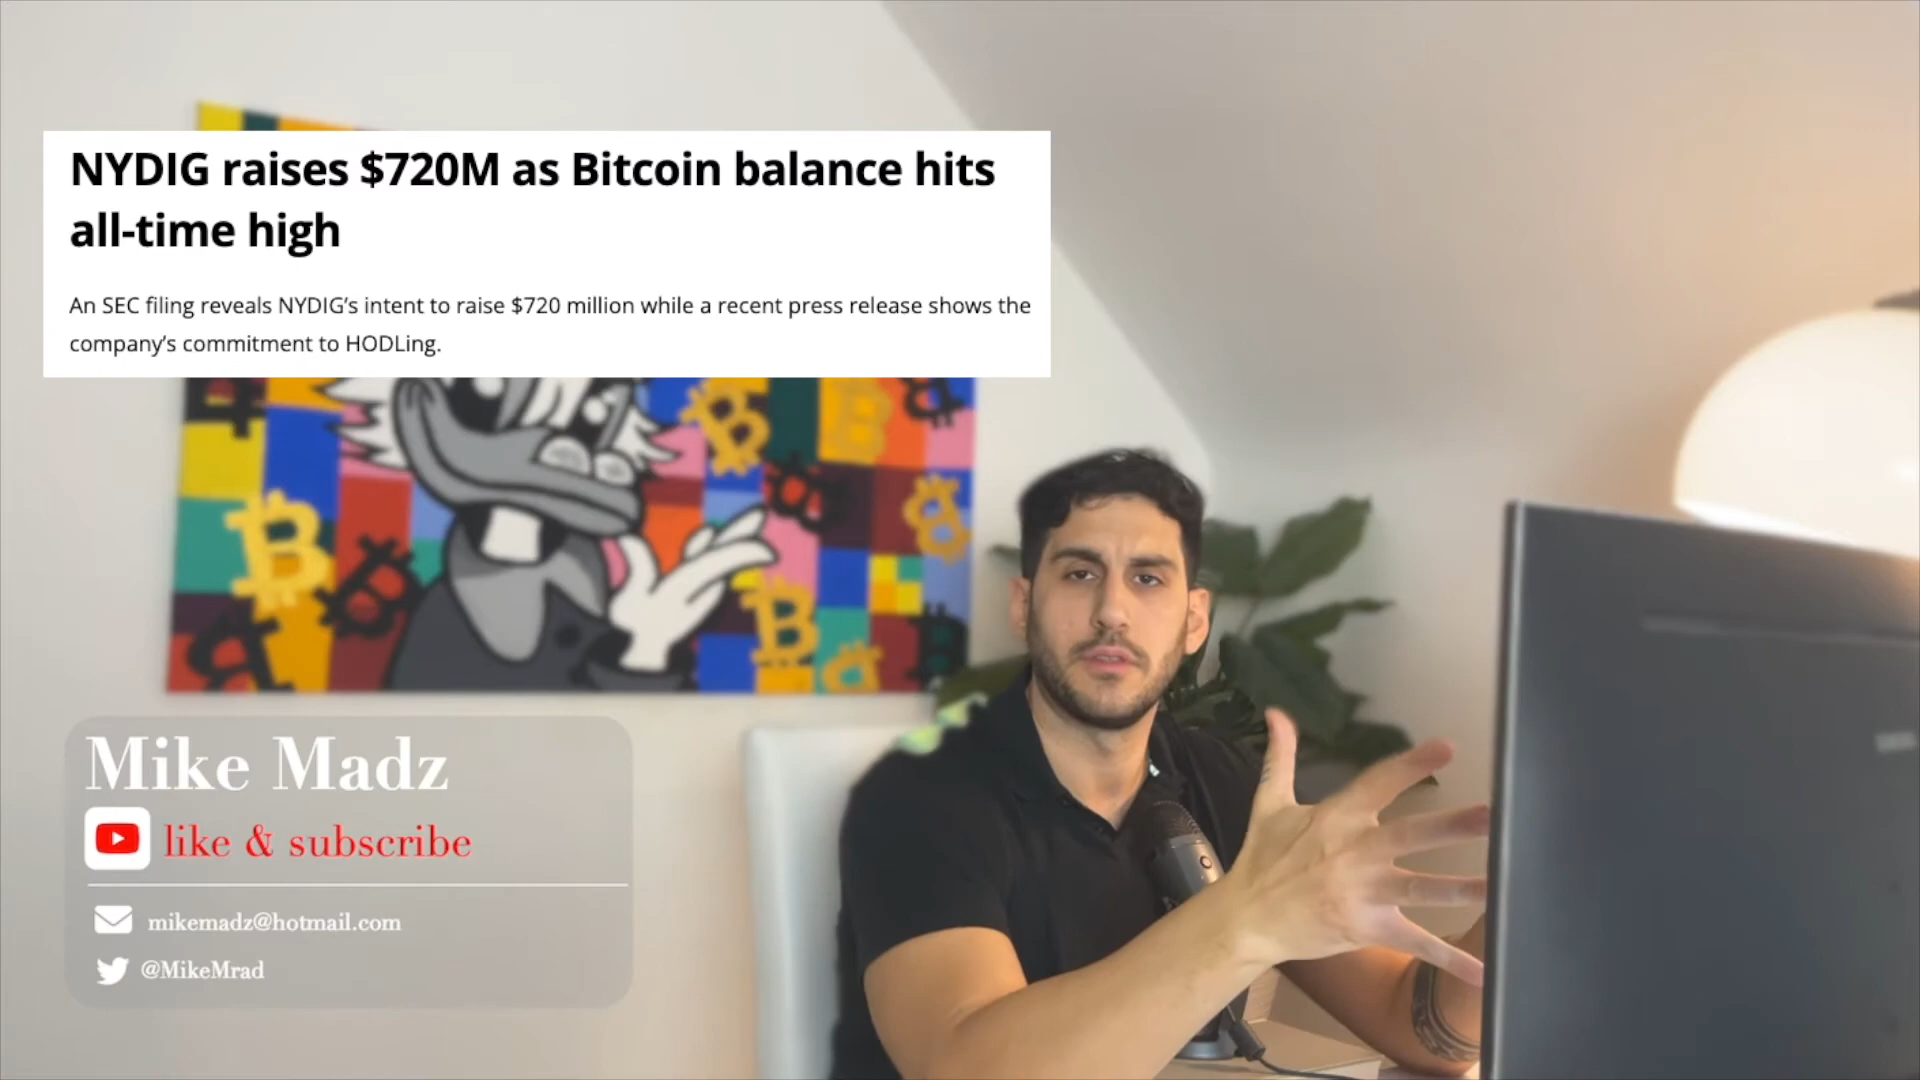 NYDIG raises $720M as Bitcoin balance hits
all-time high
An SEC filing reveals NYDIG’s intent to raise $720 million while a recent press release shows the
company’s commitment to HODLing.
Mike Madz
like & subscribe
mikemadz@hotmail.com
@MikeMrad